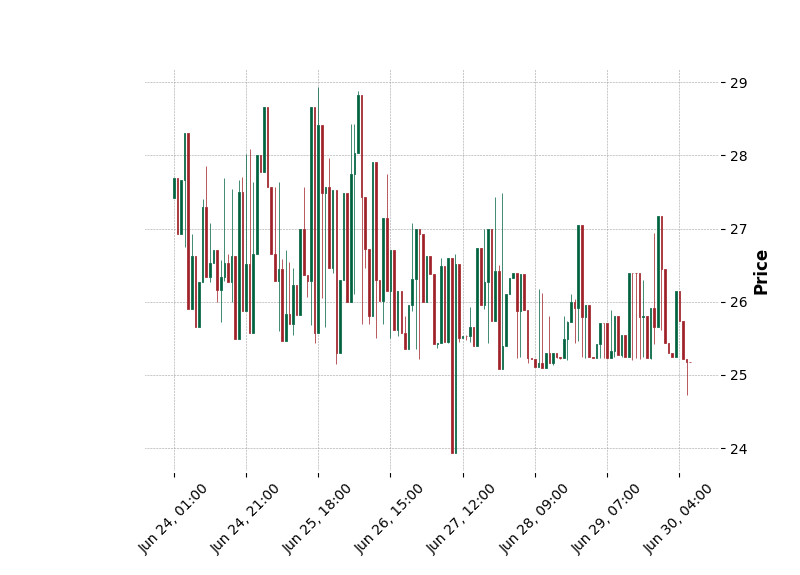 29
28
27
26
25
24
Price
Jun 24, 01:00
Jun 24, 21:00
Jun 25, 18:00
Jun 26, 15:00
Jun 27, 12:00
Jun 28, 09:00
Jun 29, 07:00
Jun 30, 04:00